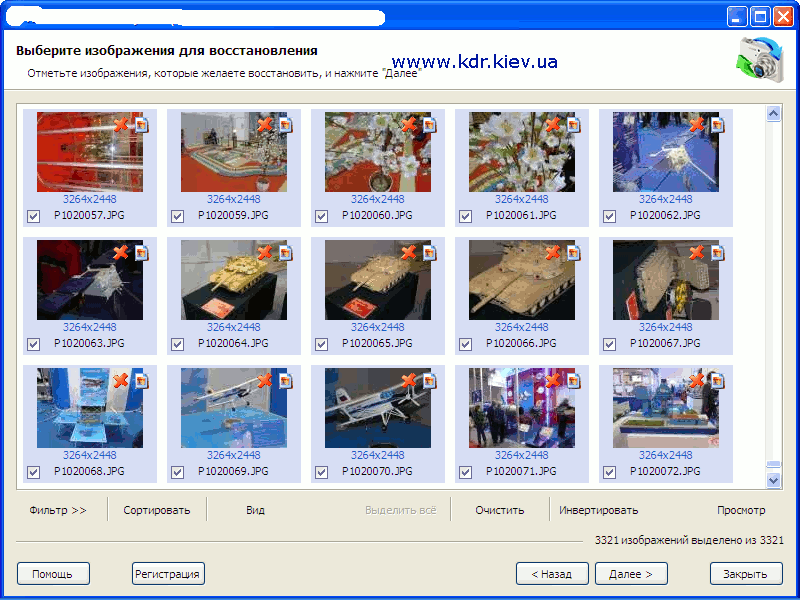 Выберите изображения для восстановления
Отметьте изображения, которые желаете восстановить, и нажмите "Далее"
wwww.kdr.kiev.ua
3264x2448 3264x2448 3264x2448 3264x2448 3264x2448
P1020057.JPG P1020059.JPG P1020060.JPG P1020061.JPG P1020062.JPG
3264x2448 3264x2448 3264x2448 3264x2448 3264x2448
P1020063.JPG P1020064.JPG P1020065.JPG P1020066.JPG P1020067.JPG
3264x2448 3264x2448 3264x2448 3264x2448 3264x2448
P1020068.JPG P1020069.JPG P1020070.JPG P1020071.JPG P1020072.JPG
Фильтр >> Сортировать Вид Выделить всё Очистить Инвертировать Просмотр
3321 изображений выделено из 3321
Помощь Регистрация < Назад Далее > Закрыть